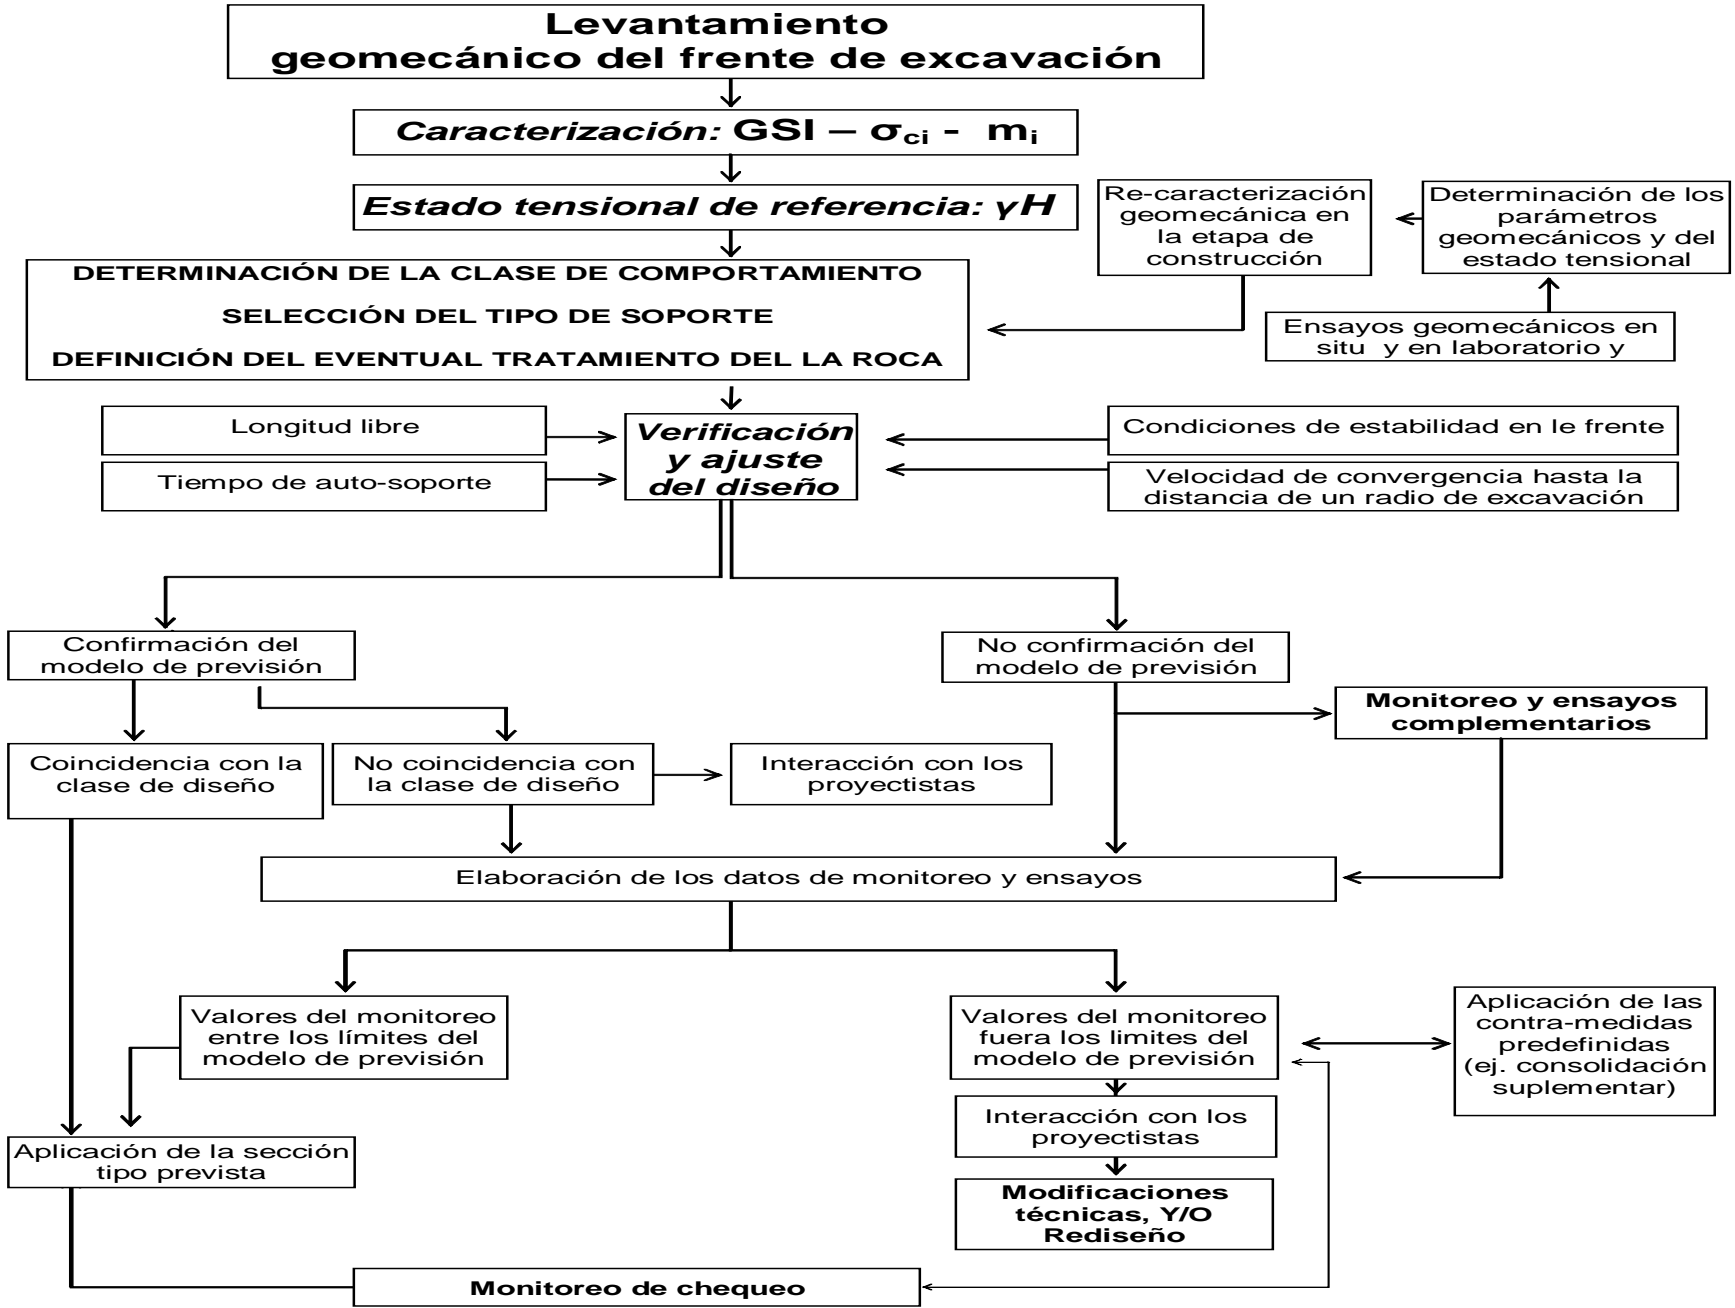 Levantamiento
geomecánico del frente de excavación
Caracterización: GSI – σci - mi
Estado tensional de referencia: γH
Re-caracterización
geomecánica en
la etapa de
construcción
Determinación de los
parámetros
geomecánicos y del
estado tensional
DETERMINACIÓN DE LA CLASE DE COMPORTAMIENTO
SELECCIÓN DEL TIPO DE SOPORTE
DEFINICIÓN DEL EVENTUAL TRATAMIENTO DEL LA ROCA
Ensayos geomecánicos en
situ y en laboratorio y
Longitud libre
Tiempo de auto-soporte
Verificación
y ajuste
del diseño
Condiciones de estabilidad en le frente
Velocidad de convergencia hasta la
distancia de un radio de excavación
Confirmación del
modelo de previsión
No confirmación del
modelo de previsión
Monitoreo y ensayos
complementarios
Coincidencia con la
clase de diseño
No coincidencia con
la clase de diseño
Interacción con los
proyectistas
Elaboración de los datos de monitoreo y ensayos
Valores del monitoreo
entre los límites del
modelo de previsión
Valores del monitoreo
fuera los limites del
modelo de previsión
Aplicación de las
contra-medidas
predefinidas
(ej. consolidación
suplementar)
Interacción con los
proyectistas
Aplicación de la sección
tipo prevista
Modificaciones
técnicas, Y/O
Rediseño
Monitoreo de chequeo